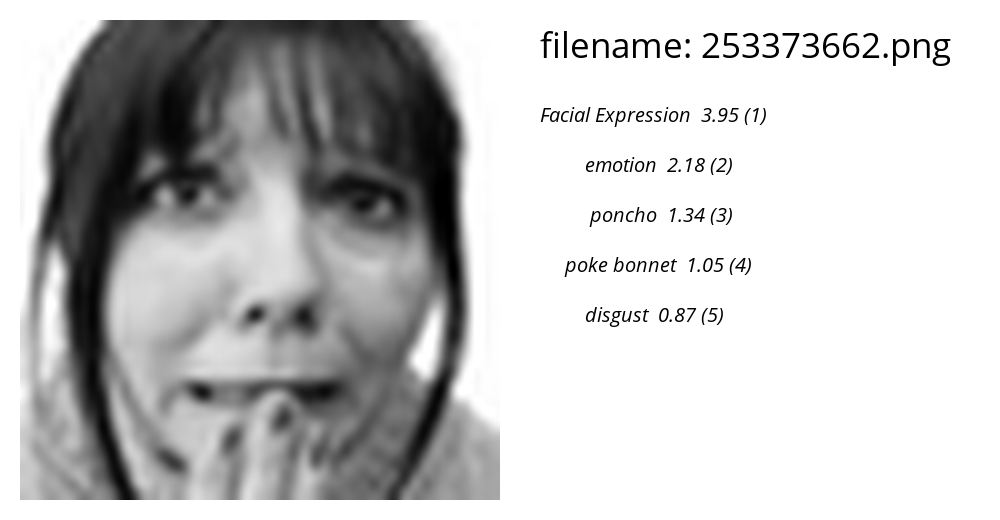 filename: 253373662.png
Facial Expression 3.95 (1)
emotion 2.18 (2)
poncho 1.34 (3)
poke bonnet 1.05 (4)
disgust 0.87 (5)